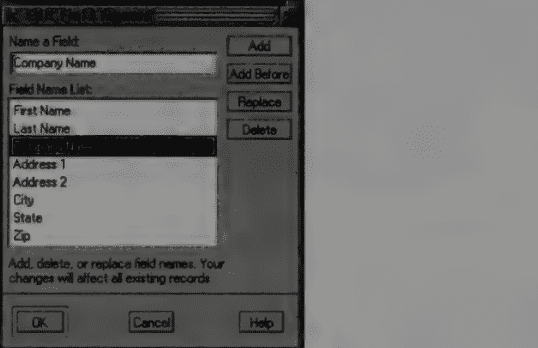 Name a Field:
Company Name
Add
Add Before
Replace
Delete
Field Name List:
First Name
Last Name
Company Name
Address 1
Address 2
City
State
Zip
Add, delete, or replace field names. Your
changes will affect all existing records
OK
Cancel
Help